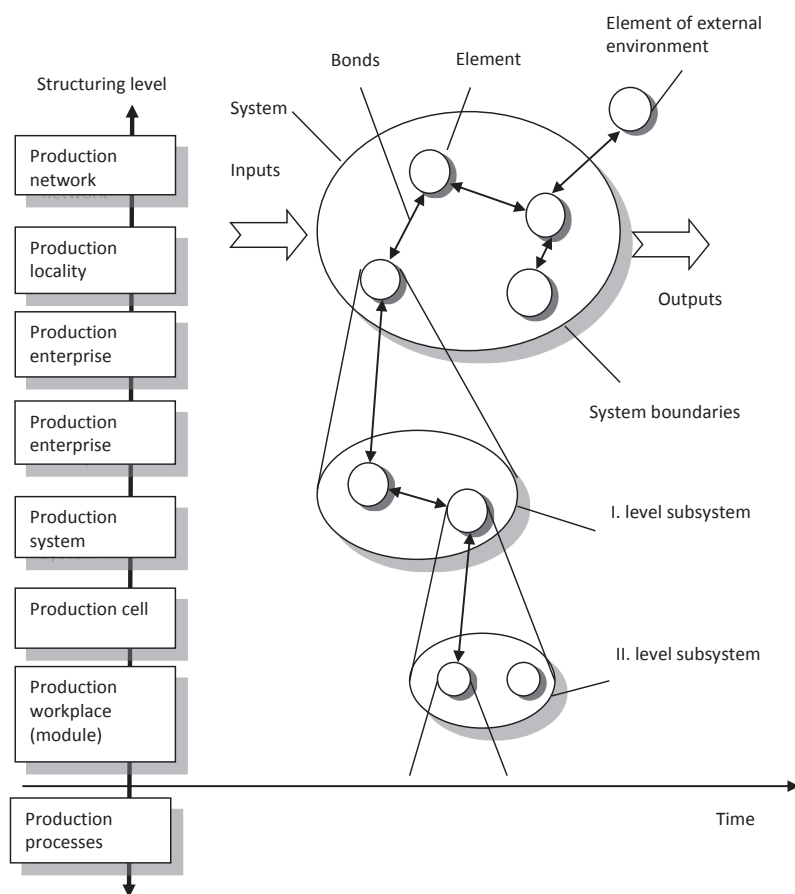 Element of external
environment
Bonds
Element
Structuring level
System
Inputs
Production
network
Production
locality
Outputs
Production
enterprise
System boundaries
Production
enterprise
Production
system
I. level subsystem
Production cell
II. level subsystem
Production
workplace
(module)
Time
Production
processes